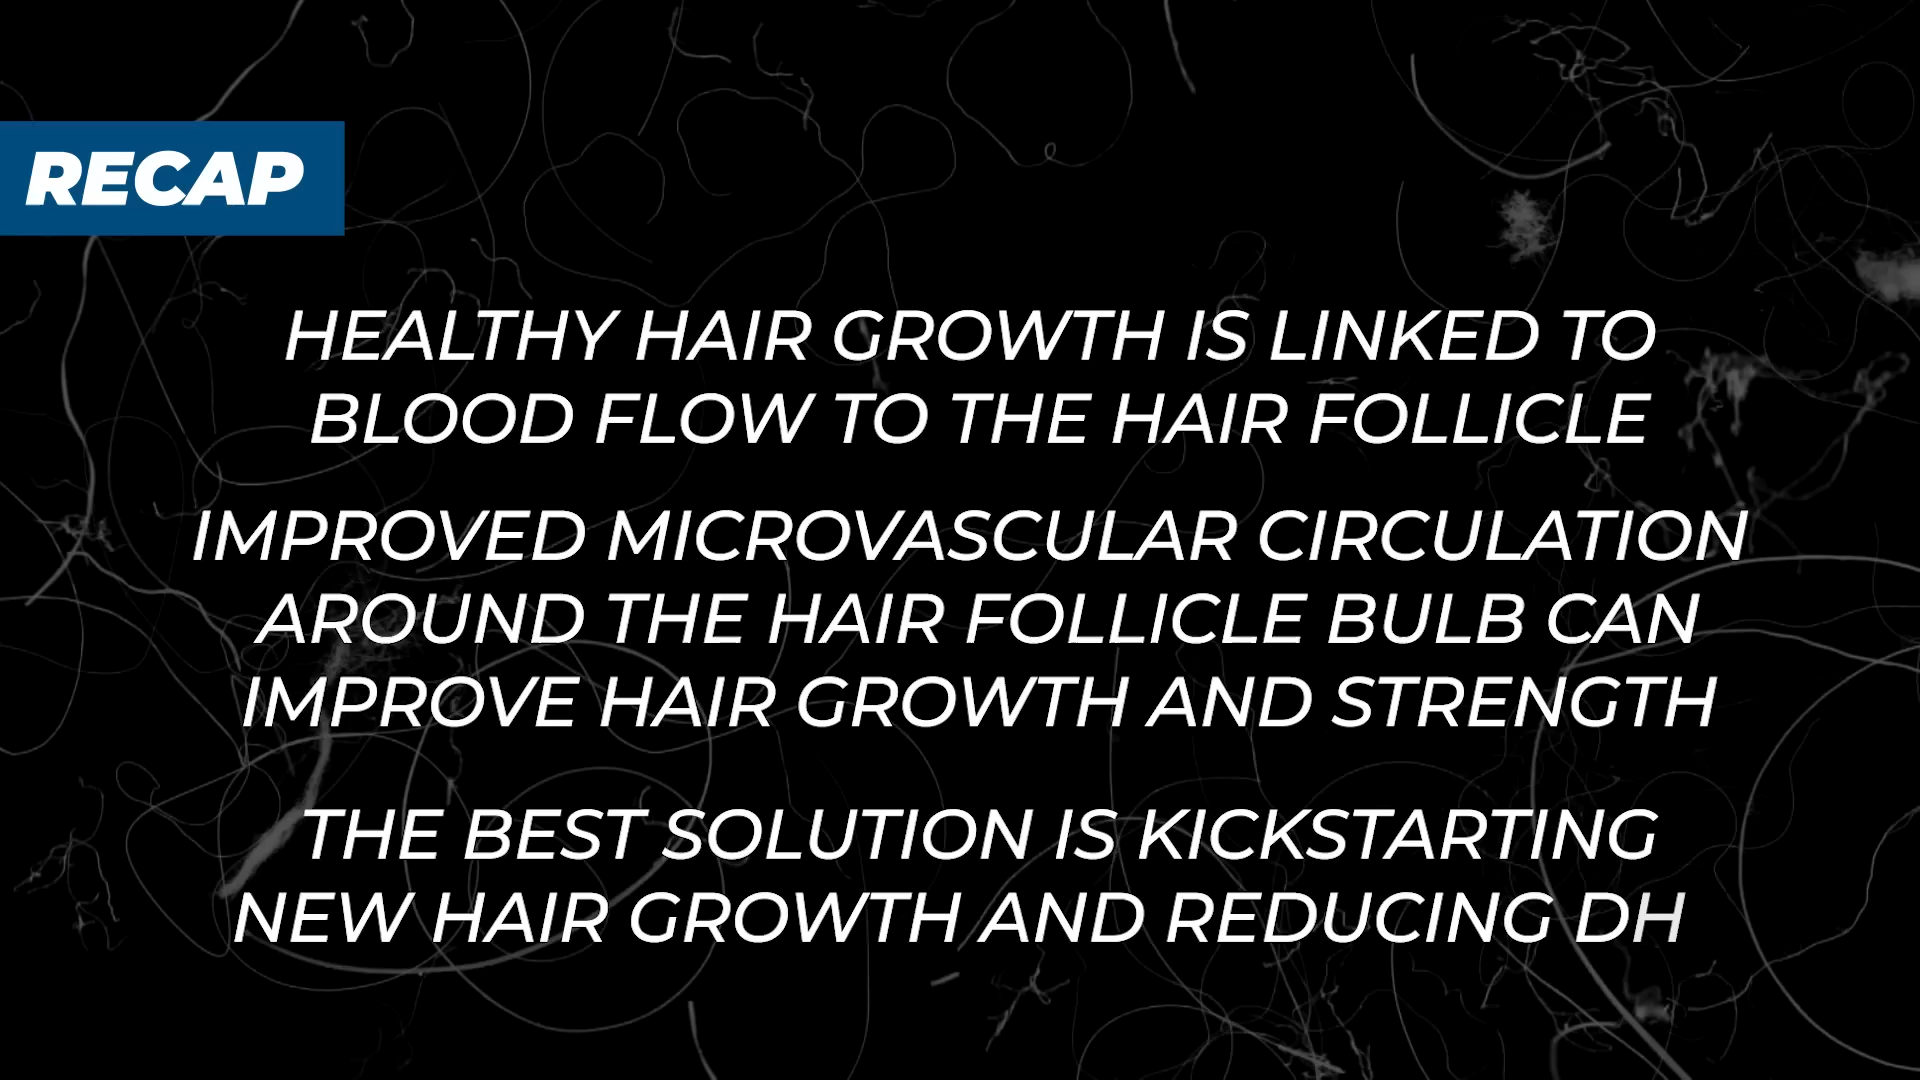 RECAP
HEALTHY HAIR GROWTH IS LINKED TO
BLOOD FLOW TO THE HAIR FOLLICLE
IMPROVED MICROVASCULAR CIRCULATION
AROUND THE HAIR FOLLICLE BULB CAN
IMPROVE HAIR GROWTH AND STRENGTH
THE BEST SOLUTION IS KICKSTARTING
NEW HAIR GROWTH AND REDUCING DH